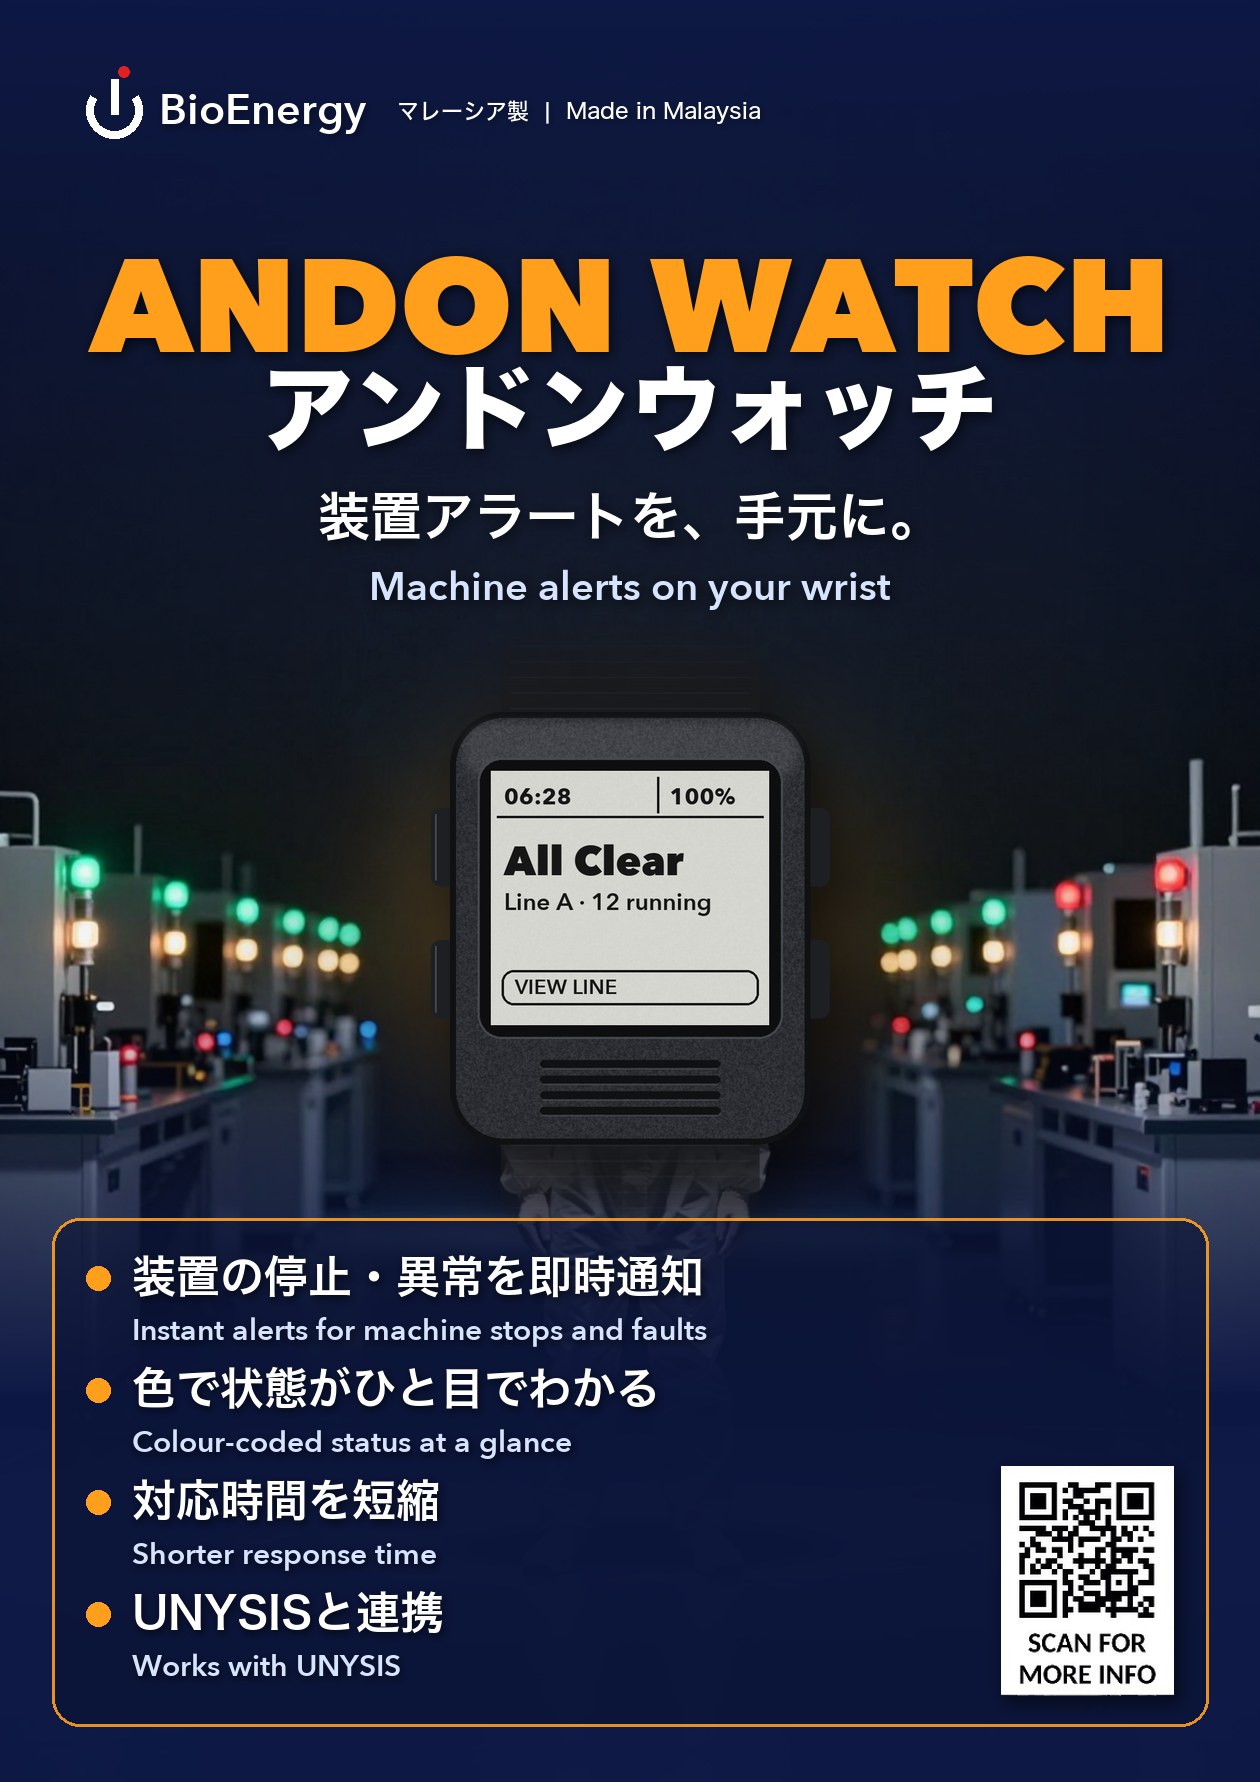 BioEnergy マレーシア製 | Made in Malaysia
ANDON WATCH
アンドンウォッチ
装置アラートを、手元に。
Machine alerts on your wrist
06:28 | 100%
All Clear
Line A · 12 running
VIEW LINE
装置の停止・異常を即時通知
Instant alerts for machine stops and faults
色で状態がひと目でわかる
Colour-coded status at a glance
対応時間を短縮
Shorter response time
UNYSISと連携
Works with UNYSIS
SCAN FOR
MORE INFO